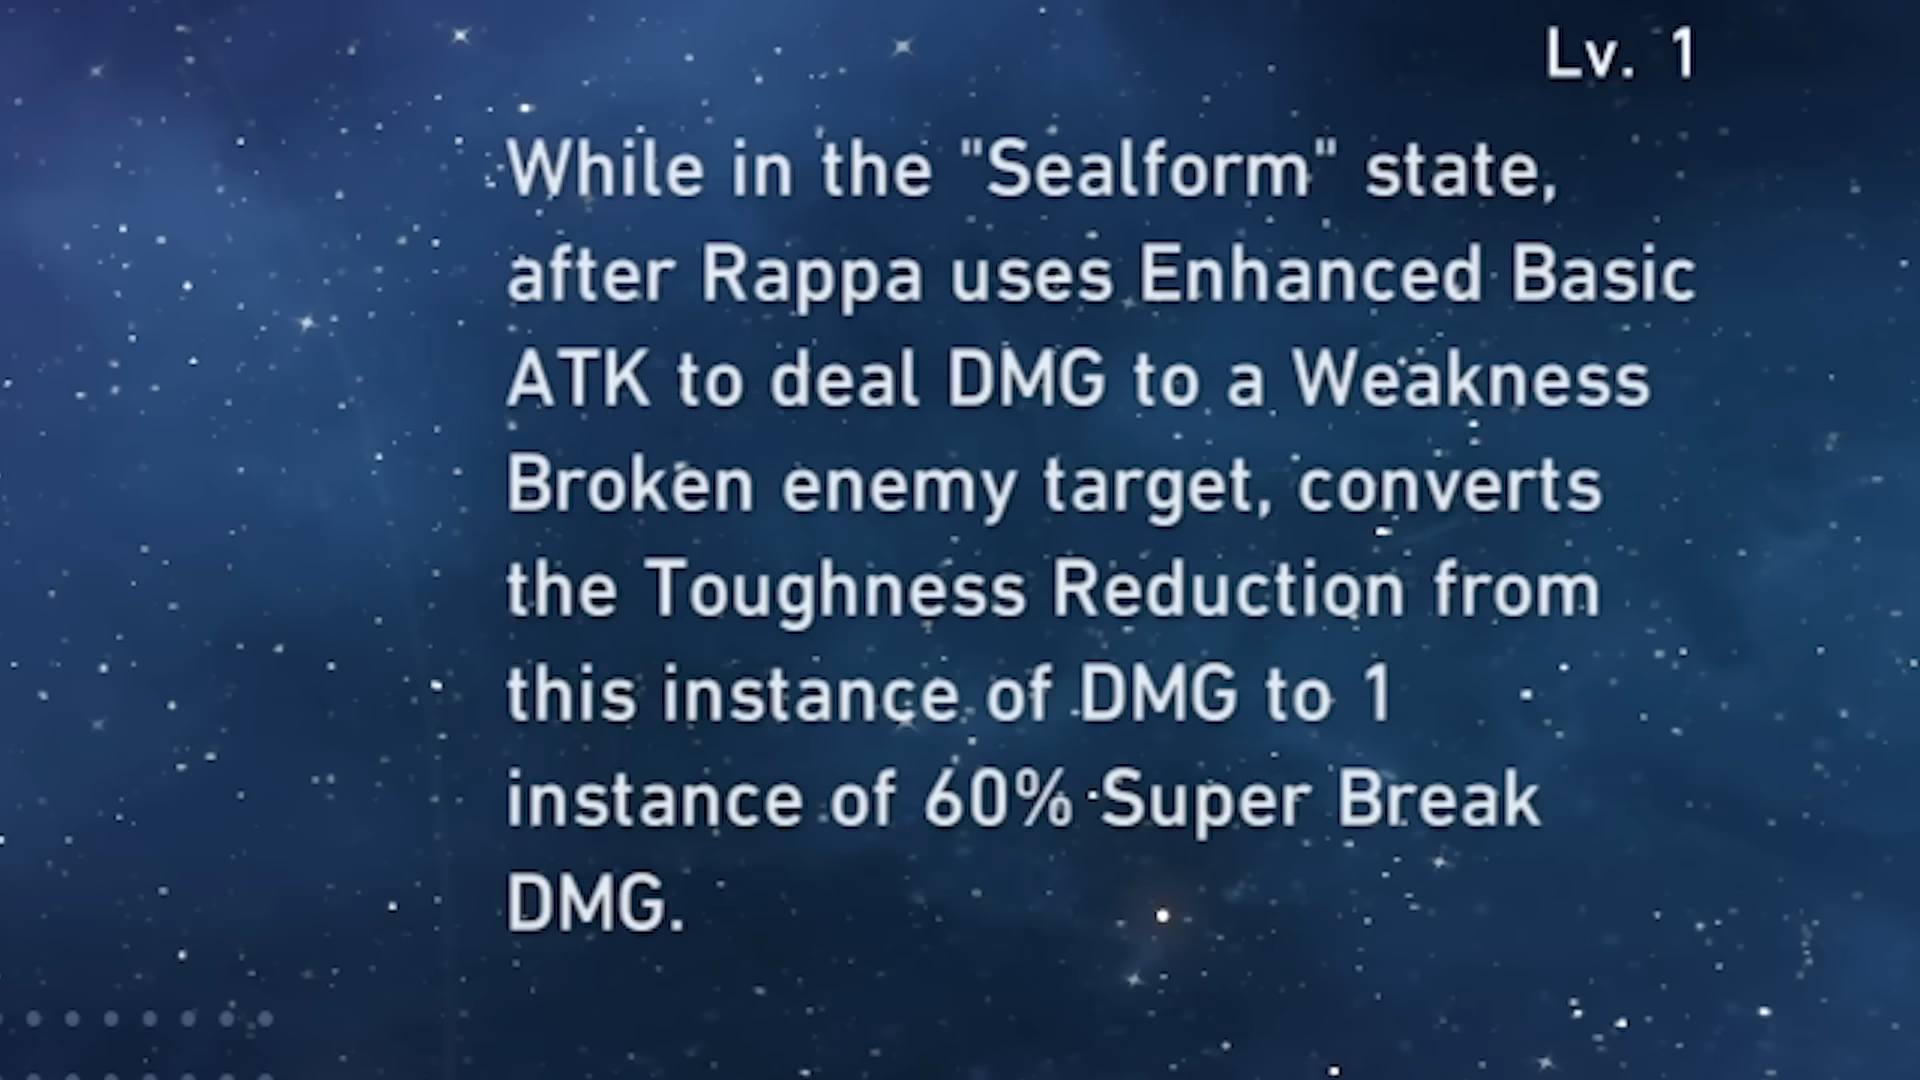 Lv. 1
While in the "Sealform" state,
after Rappa uses Enhanced Basic
ATK to deal DMG to a Weakness
Broken enemy target, converts
the Toughness Reduction from
this instance of DMG to 1
instance of 60% Super Break
DMG.